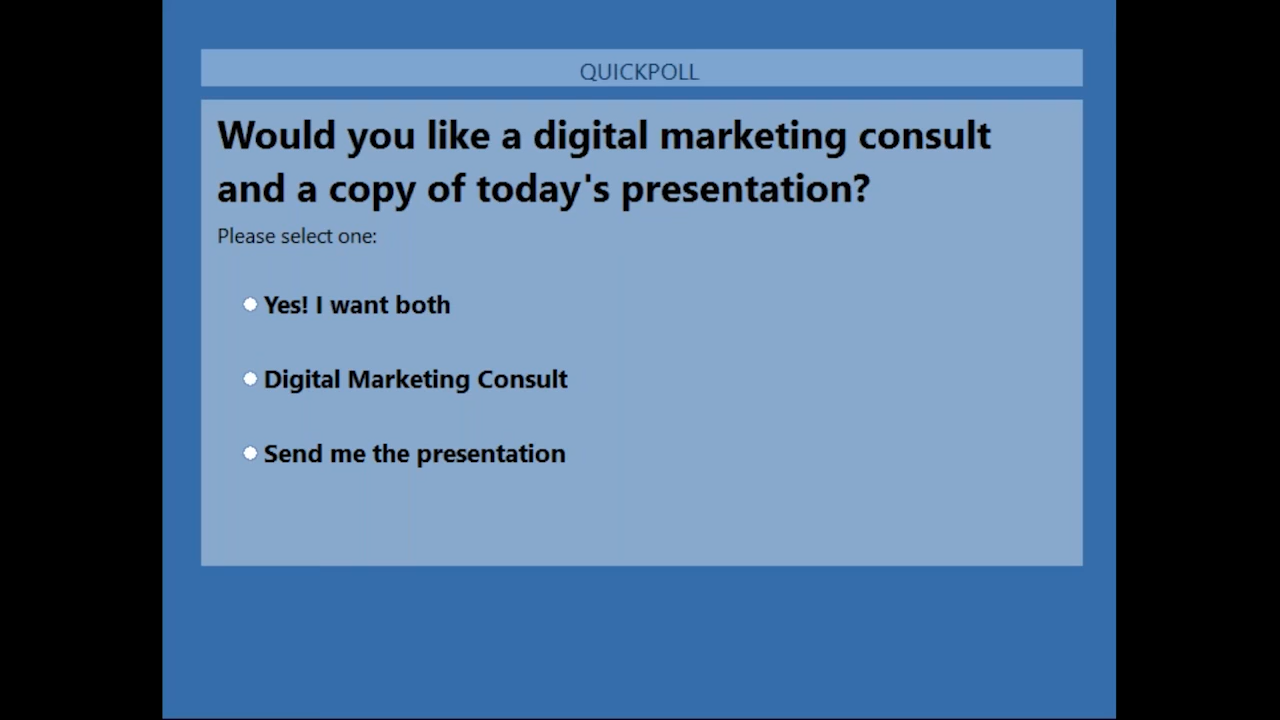 QUICKPOLL
Would you like a digital marketing consult
and a copy of today's presentation?
Please select one:
Yes! I want both
Digital Marketing Consult
Send me the presentation